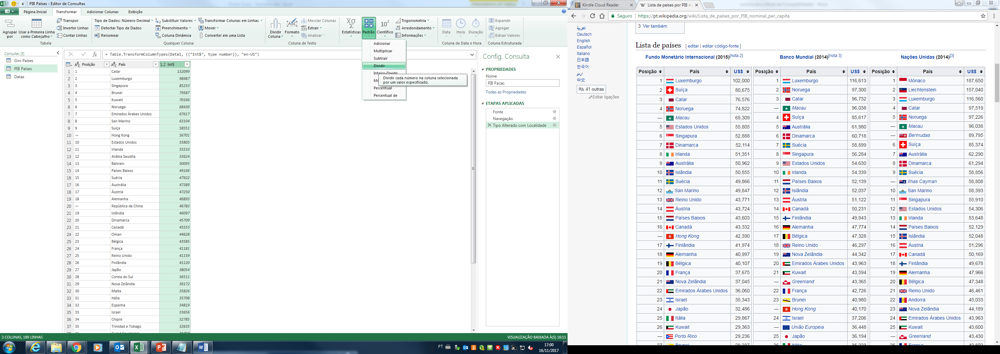 PIB Países - Editor de Consultas
Página Inicial Transformar Adicionar Colunas Exibição
Agrupar por
Usar a Primeira Linha como Cabeçalho
Transpor
Inverter Linhas
Contar Linhas
Tabela
Tipo de Dados: Número Decimal
Detectar Tipo de Dados
Renomear
Substituir Valores
Preenchimento
Coluna Dinâmica
Transformar Colunas em Linhas
Mover
Converter em uma Lista
Qualquer Coluna
Dividir Coluna
Formato
Mesclar Colunas
Extrair
Analisar
Coluna de Texto
Estatísticas
Padrão
Científico
Trigonometria
Arredondamento
Informações
Data
Hora
Duração
Coluna de Data e Hora
Expandir
Agregar
Extrair Valores
Coluna Estruturada
Adicionar
Multiplicar
Subtrair
Dividir
Inteiro-Dividir
Dividir cada número na coluna selecionada
por um valor especificado.
Percentual
Percentual de
Consultas [3]
Gini Países
PIB Países
Datas
= Table.TransformColumnTypes(Data1, {{"Int$", type number}}, "en-US")
Posição País 1.2 Int$
1 1 Catar 132099
2 2 Luxemburgo 98987
3 3 Singapura 85253
4 4 Brunei 79587
5 5 Kuwait 70166
6 6 Noruega 68430
7 7 Emirados Árabes Unidos 67617
8 8 San Marino 63104
9 9 Suíça 58551
10 — Hong Kong 56701
11 10 Estados Unidos 55805
12 11 Irlanda 55533
13 12 Arábia Saudita 53624
14 13 Bahrain 50095
15 14 Países Baixos 49166
16 15 Suécia 47922
17 16 Austrália 47389
18 17 Áustria 47250
19 18 Alemanha 46893
20 — República da China 46783
21 19 Islândia 46097
22 20 Dinamarca 45709
23 21 Canadá 45553
24 22 Oman 44628
25 23 Bélgica 43585
26 24 França 41181
27 25 Reino Unido 41159
28 26 Finlândia 41120
29 27 Japão 38054
30 28 Coreia do Sul 36511
31 29 Nova Zelândia 36172
32 30 Malta 35826
33 31 Itália 35708
34 32 Espanha 34819
35 33 Israel 33656
36 34 Chipre 32785
37 35 Trinidad e Tobago 32635
Config. Consulta
PROPRIEDADES
Nome
PIB Países
Todas as Propriedades
ETAPAS APLICADAS
Fonte
Navegação
Tipo Alterado com Localidade
3 COLUNAS, 189 LINHAS
VISUALIZAÇÃO BAIXADA À(S) 16:15
PT
17:00
16/11/2017
Kindle Cloud Reader
Lista de países por PIB n
Seguro https://pt.wikipedia.org/wiki/Lista_de_países_por_PIB_nominal_per_capita
العربية
Deutsch
English
Español
Italiano
日本語
한국어
اردو
中文
41 outras
Editar ligações
3 Ver também
Lista de países [ editar | editar código-fonte ]
Fundo Monetário Internacional (2015)[nota 2] Banco Mundial (2014)[nota 3] Nações Unidas (2014)[3]
Posição País US$ Posição País US$ Posição País US$
1 Luxemburgo 102,000 1 Luxemburgo 116,613 1 Mónaco 187,650
2 Suíça 80,675 2 Noruega 97,300 2 Liechtenstein 157,040
3 Catar 76,576 3 Catar 96,732 3 Luxemburgo 116,560
4 Noruega 74,822 — Macau 96,038 4 Catar 97,519
— Macau 69,309 4 Suíça 85,617 5 Noruega 97,226
5 Estados Unidos 55,805 5 Austrália 61,980 — Macau 96,038
6 Singapura 52,888 6 Dinamarca 60,718 — Bermudas 89,795
7 Dinamarca 52,114 7 Suécia 58,899 6 Suíça 85,374
8 Irlanda 51,351 8 Singapura 56,284 7 Austrália 62,290
9 Austrália 50,962 9 Estados Unidos 54,630 8 Dinamarca 61,294
10 Islândia 50,855 10 Irlanda 54,339 9 Suécia 58,856
11 Suécia 49,866 11 Países Baixos 52,139 — Ilhas Cayman 58,808
12 San Marino 49,847 12 Islândia 52,037 10 San Marino 58,393
13 Reino Unido 43,771 13 Áustria 51,122 11 Singapura 55,910
14 Áustria 43,724 14 Canadá 50,231 12 Estados Unidos 54,306
15 Países Baixos 43,603 15 Finlândia 49,843 13 Irlanda 53,648
16 Canadá 43,332 16 Alemanha 47,774 14 Países Baixos 52,129
— Hong Kong 42,390 17 Bélgica 47,328 15 Islândia 52,048
17 Finlândia 41,974 18 Reino Unido 46,297 16 Áustria 51,296
18 Alemanha 40,997 19 Nova Zelândia 44,342 17 Canadá 50,169
19 Bélgica 40,107 20 Emirados Árabes Unidos 43,963 18 Finlândia 49,678
20 França 37,675 21 Kuwait 43,594 19 Alemanha 47,966
21 Nova Zelândia 37,045 — Greenland 43,365 20 Bélgica 47,348
22 Emirados Árabes Unidos 36,060 22 França 42,726 21 Reino Unido 46,461
23 Israel 35,343 23 Brunei 40,980 22 Andorra 45,033
24 Japão 32,486 — Hong Kong 40,170 23 Nova Zelândia 44,189
25 Itália 29,867 24 Israel 37,206 24 Emirados Árabes Unidos 43,963
26 Kuwait 29,363 — União Europeia 36,448 25 Kuwait 43,600
— Porto Rico 29,236 25 Japão 36,194 — Greenland 43,430